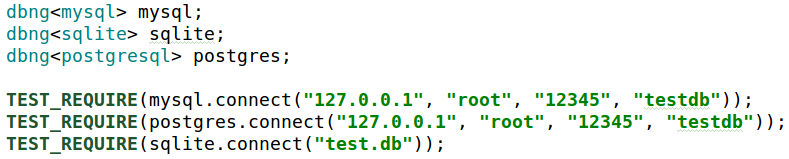 dbng<mysql> mysql;
dbng<sqlite> sqlite;
dbng<postgresql> postgres;
TEST_REQUIRE(mysql.connect("127.0.0.1", "root", "12345", "testdb"));
TEST_REQUIRE(postgres.connect("127.0.0.1", "root", "12345", "testdb"));
TEST_REQUIRE(sqlite.connect("test.db"));